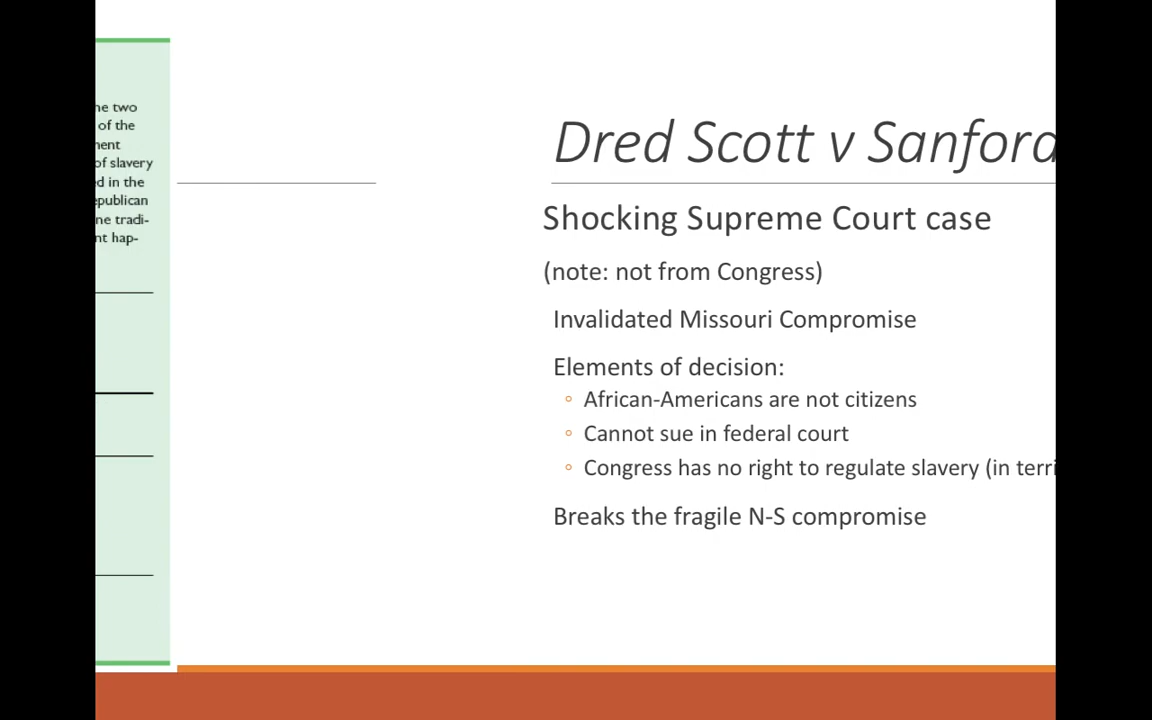 he two
of the
nent
of slavery
d in the
epublican
ne tradi-
nt hap-
Dred Scott v Sanford
Shocking Supreme Court case
(note: not from Congress)
Invalidated Missouri Compromise
Elements of decision:
◦ African-Americans are not citizens
◦ Cannot sue in federal court
◦ Congress has no right to regulate slavery (in terri
Breaks the fragile N-S compromise